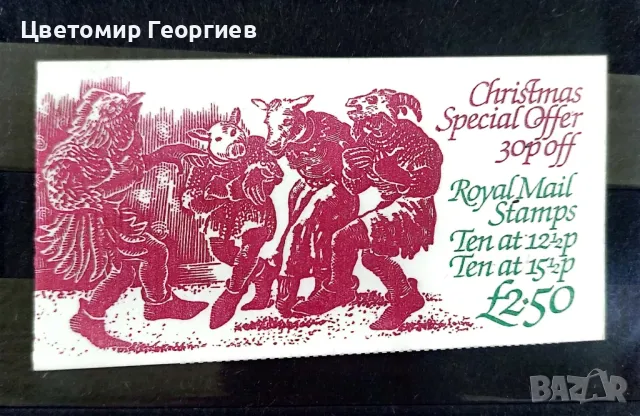 Цветомир Георгиев
Christmas
Special Offer
30p off
Royal Mail
Stamps
Ten at 12½p
Ten at 15½p
£2·50
BAZAR